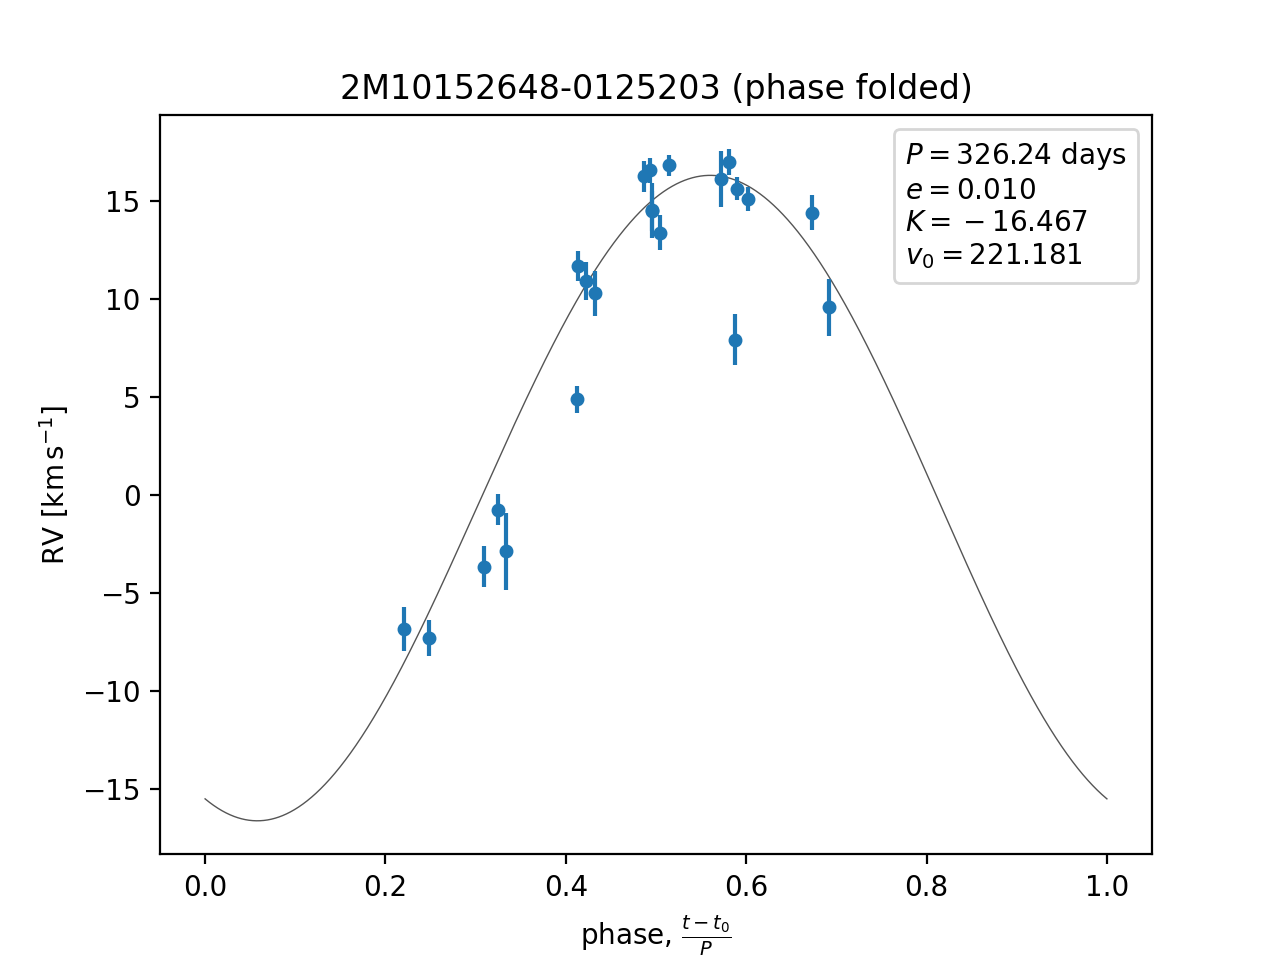 2M10152648-0125203 (phase folded)
P = 326.24 days
e = 0.010
K = −16.467
v₀ = 221.181
15
10
5
0
−5
−10
−15
RV [km s⁻¹]
0.0 0.2 0.4 0.6 0.8 1.0
phase, (t − t₀)/P